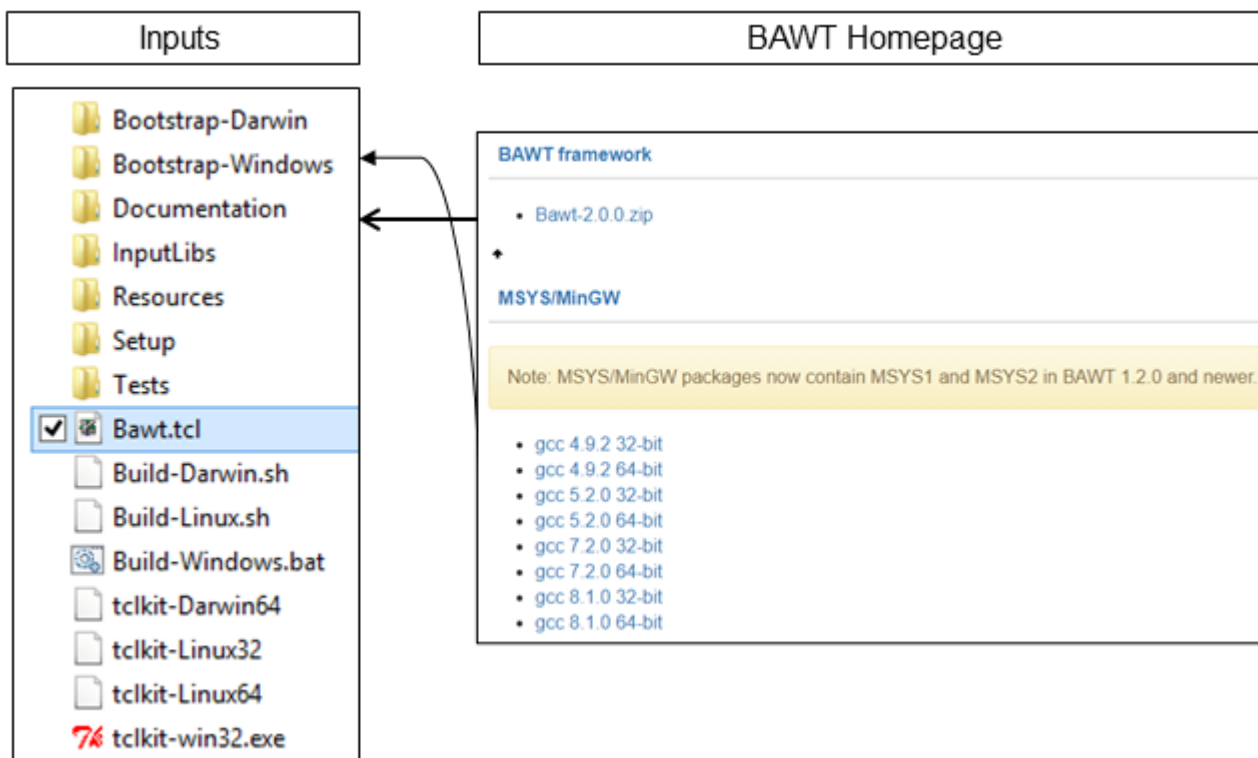 Inputs
BAWT Homepage
Bootstrap-Darwin
Bootstrap-Windows
Documentation
InputLibs
Resources
Setup
Tests
Bawt.tcl
Build-Darwin.sh
Build-Linux.sh
Build-Windows.bat
tclkit-Darwin64
tclkit-Linux32
tclkit-Linux64
tclkit-win32.exe
BAWT framework
Bawt-2.0.0.zip
MSYS/MinGW
Note: MSYS/MinGW packages now contain MSYS1 and MSYS2 in BAWT 1.2.0 and newer.
gcc 4.9.2 32-bit
gcc 4.9.2 64-bit
gcc 5.2.0 32-bit
gcc 5.2.0 64-bit
gcc 7.2.0 32-bit
gcc 7.2.0 64-bit
gcc 8.1.0 32-bit
gcc 8.1.0 64-bit